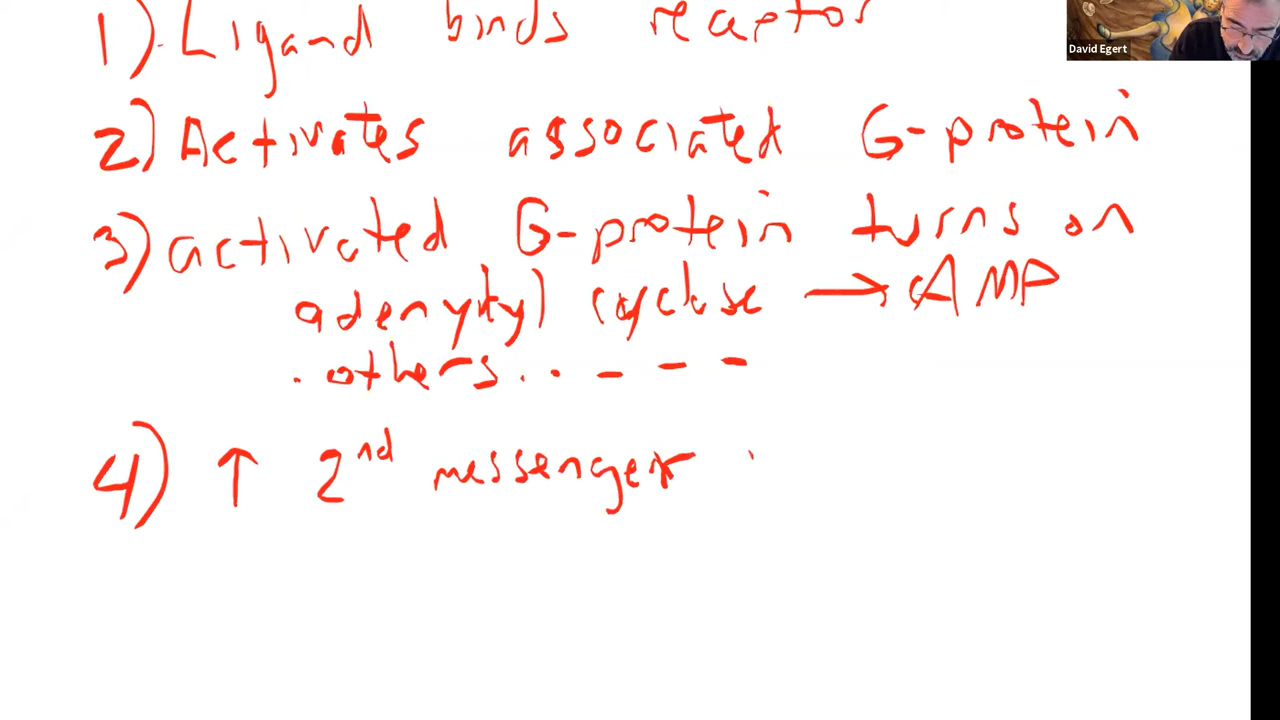 David Egert
1). Ligand binds receptor
2) Activates associated G-protein
3) activated G-protein turns on
adenylyl cyclase → cAMP
. others . . - - -
4) ↑ 2nd messenger